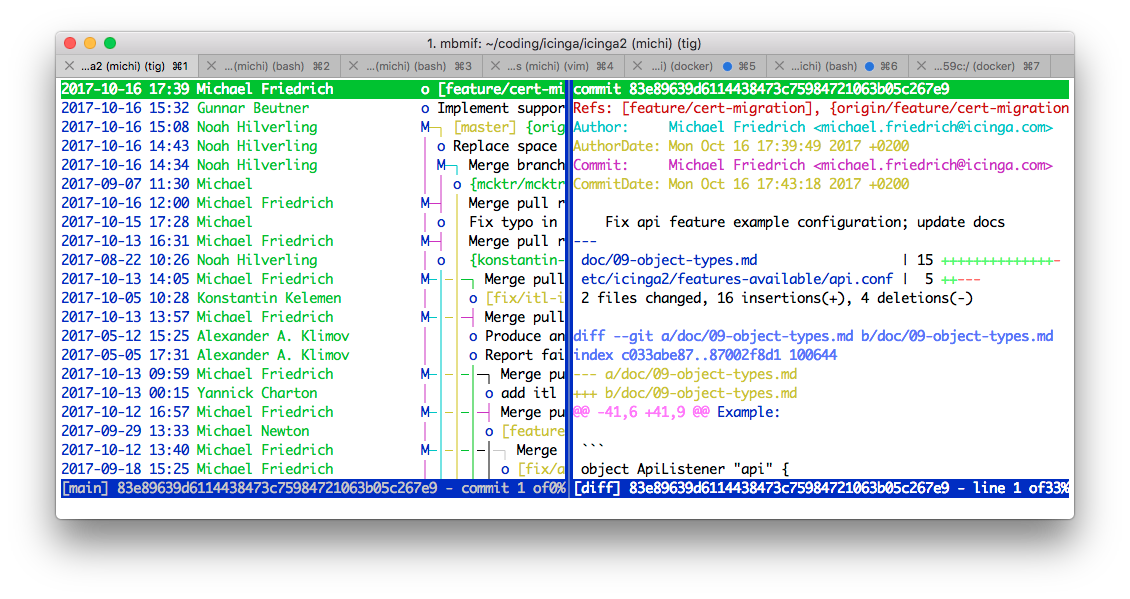 1. mbmif: ~/coding/icinga/icinga2 (michi) (tig)
...a2 (michi) (tig) ⌘1 ...(michi) (bash) ⌘2 ...(michi) (bash) ⌘3 ...s (michi) (vim) ⌘4 ...i) (docker) ⌘5 ...ichi) (bash) ⌘6 ...59c:/ (docker) ⌘7
2017-10-16 17:39 Michael Friedrich o [feature/cert-mi
2017-10-16 15:32 Gunnar Beutner o Implement suppor
2017-10-16 15:08 Noah Hilverling M─┐ [master] {orig
2017-10-16 14:43 Noah Hilverling │ o Replace space
2017-10-16 14:34 Noah Hilverling │ M─┐ Merge branch
2017-09-07 11:30 Michael │ │ o {mcktr/mcktr
2017-10-16 12:00 Michael Friedrich M─┤ │ Merge pull r
2017-10-15 17:28 Michael │ o │ Fix typo in
2017-10-13 16:31 Michael Friedrich M─┤ │ Merge pull r
2017-08-22 10:26 Noah Hilverling │ o │ {konstantin-
2017-10-13 14:05 Michael Friedrich M─│─│─┐ Merge pull
2017-10-05 10:28 Konstantin Kelemen │ │ │ o [fix/itl-i
2017-10-13 13:57 Michael Friedrich M─│─│─┤ Merge pull
2017-05-12 15:25 Alexander A. Klimov │ │ │ o Produce an
2017-05-05 17:31 Alexander A. Klimov │ │ │ o Report fai
2017-10-13 09:59 Michael Friedrich M─│─│─│─┐ Merge pu
2017-10-13 00:15 Yannick Charton │ │ │ │ o add itl
2017-10-12 16:57 Michael Friedrich M─│─│─│─┤ Merge pu
2017-09-29 13:33 Michael Newton │ │ │ │ o [feature
2017-10-12 13:40 Michael Friedrich M─│─│─│─│─┐ Merge
2017-09-18 15:25 Michael Friedrich │ │ │ │ │ o [fix/a
[main] 83e89639d6114438473c75984721063b05c267e9 - commit 1 of0%
commit 83e89639d6114438473c75984721063b05c267e9
Refs: [feature/cert-migration], {origin/feature/cert-migration
Author: Michael Friedrich <michael.friedrich@icinga.com>
AuthorDate: Mon Oct 16 17:39:49 2017 +0200
Commit: Michael Friedrich <michael.friedrich@icinga.com>
CommitDate: Mon Oct 16 17:43:18 2017 +0200
Fix api feature example configuration; update docs
---
doc/09-object-types.md | 15 ++++++++++++++-
etc/icinga2/features-available/api.conf | 5 ++---
2 files changed, 16 insertions(+), 4 deletions(-)
diff --git a/doc/09-object-types.md b/doc/09-object-types.md
index c033abe87..87002f8d1 100644
--- a/doc/09-object-types.md
+++ b/doc/09-object-types.md
@@ -41,6 +41,9 @@ Example:
```
object ApiListener "api" {
[diff] 83e89639d6114438473c75984721063b05c267e9 - line 1 of33%